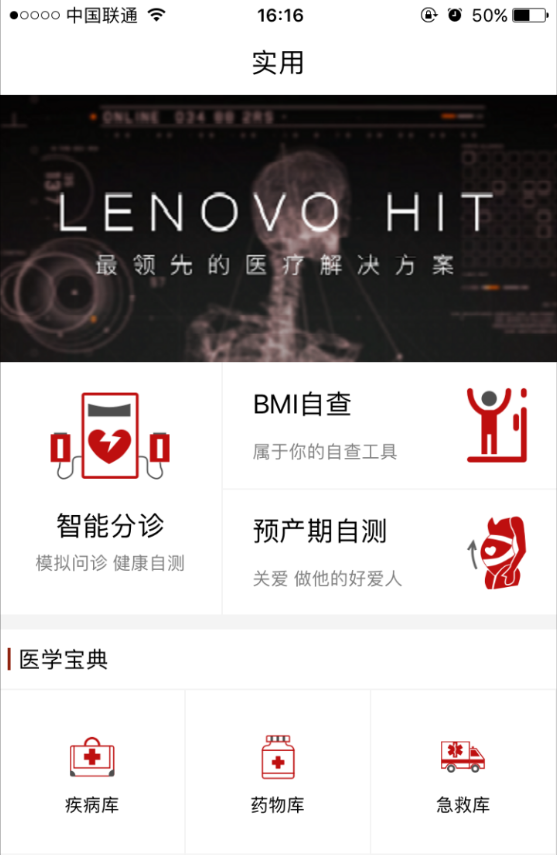 中国联通 16:16 50%
实用
ONLINE 034 88 2RS
LENOVO HIT
最领先的医疗解决方案
BMI自查
属于你的自查工具
智能分诊
模拟问诊 健康自测
预产期自测
关爱 做他的好爱人
医学宝典
疾病库 药物库 急救库